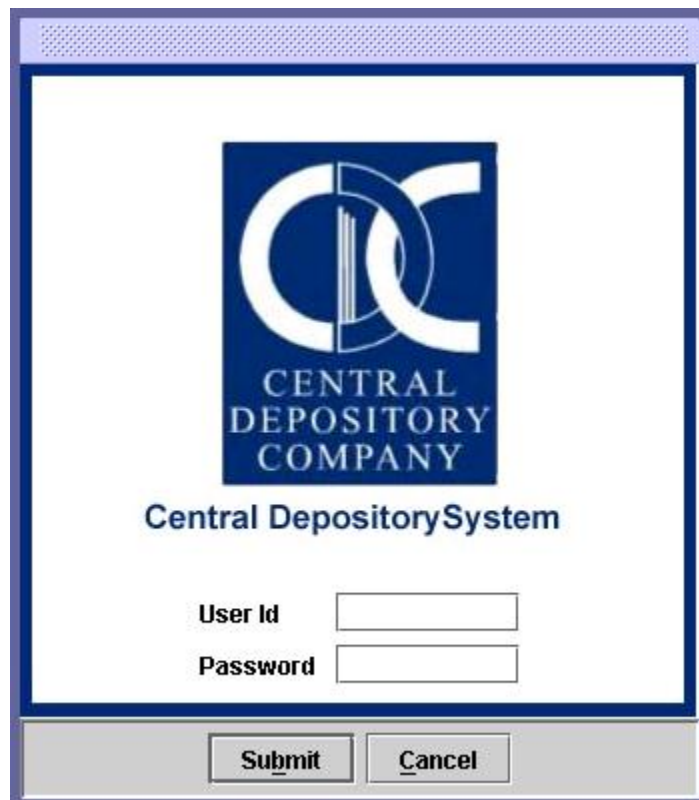 CENTRAL
DEPOSITORY
COMPANY
Central DepositorySystem
User Id
Password
Submit Cancel